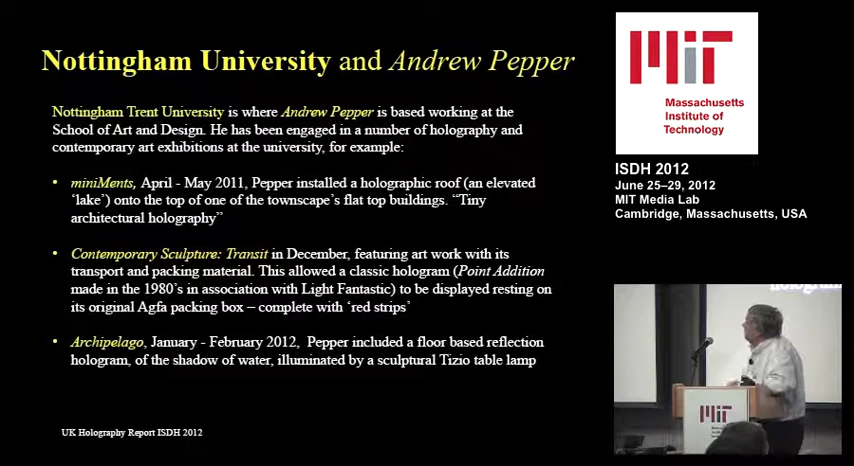 Nottingham University and Andrew Pepper
Nottingham Trent University is where Andrew Pepper is based working at the
School of Art and Design. He has been engaged in a number of holography and
contemporary art exhibitions at the university, for example:
• miniMents, April - May 2011, Pepper installed a holographic roof (an elevated
‘lake’) onto the top of one of the townscape’s flat top buildings. “Tiny
architectural holography”
• Contemporary Sculpture: Transit in December, featuring art work with its
transport and packing material. This allowed a classic hologram (Point Addition
made in the 1980’s in association with Light Fantastic) to be displayed resting on
its original Agfa packing box – complete with ‘red strips’
• Archipelago, January - February 2012, Pepper included a floor based reflection
hologram, of the shadow of water, illuminated by a sculptural Tizio table lamp
UK Holography Report ISDH 2012
MIT
Massachusetts
Institute of
Technology
ISDH 2012
June 25–29, 2012
MIT Media Lab
Cambridge, Massachusetts, USA
MIT